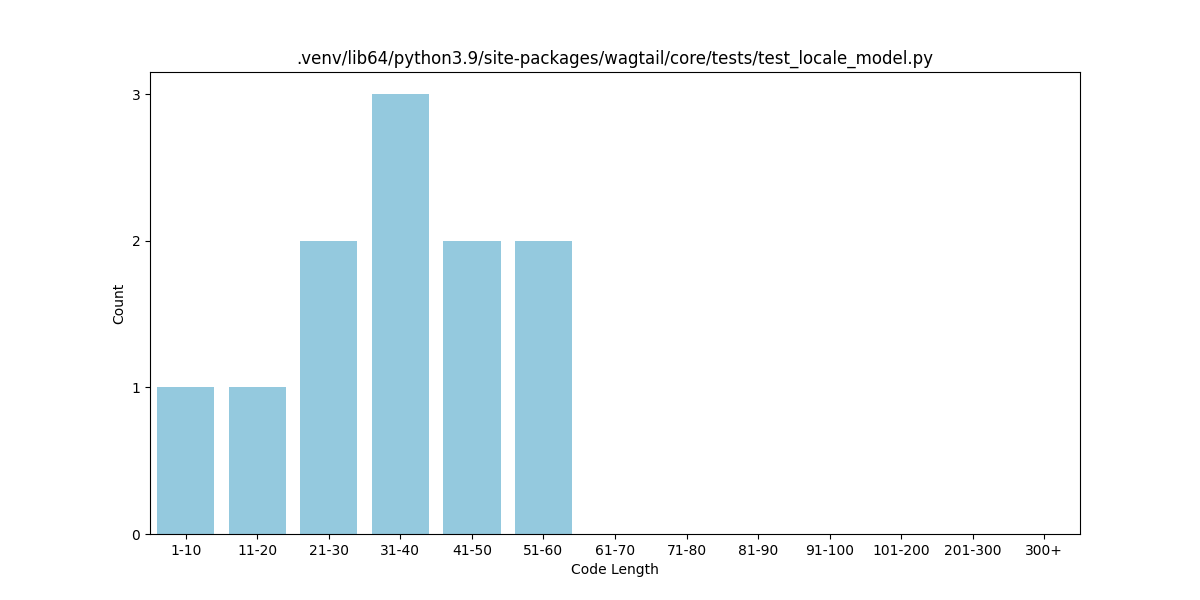 .venv/lib64/python3.9/site-packages/wagtail/core/tests/test_locale_model.py
3
2
1
0
Count
1-10 11-20 21-30 31-40 41-50 51-60 61-70 71-80 81-90 91-100 101-200 201-300 300+
Code Length